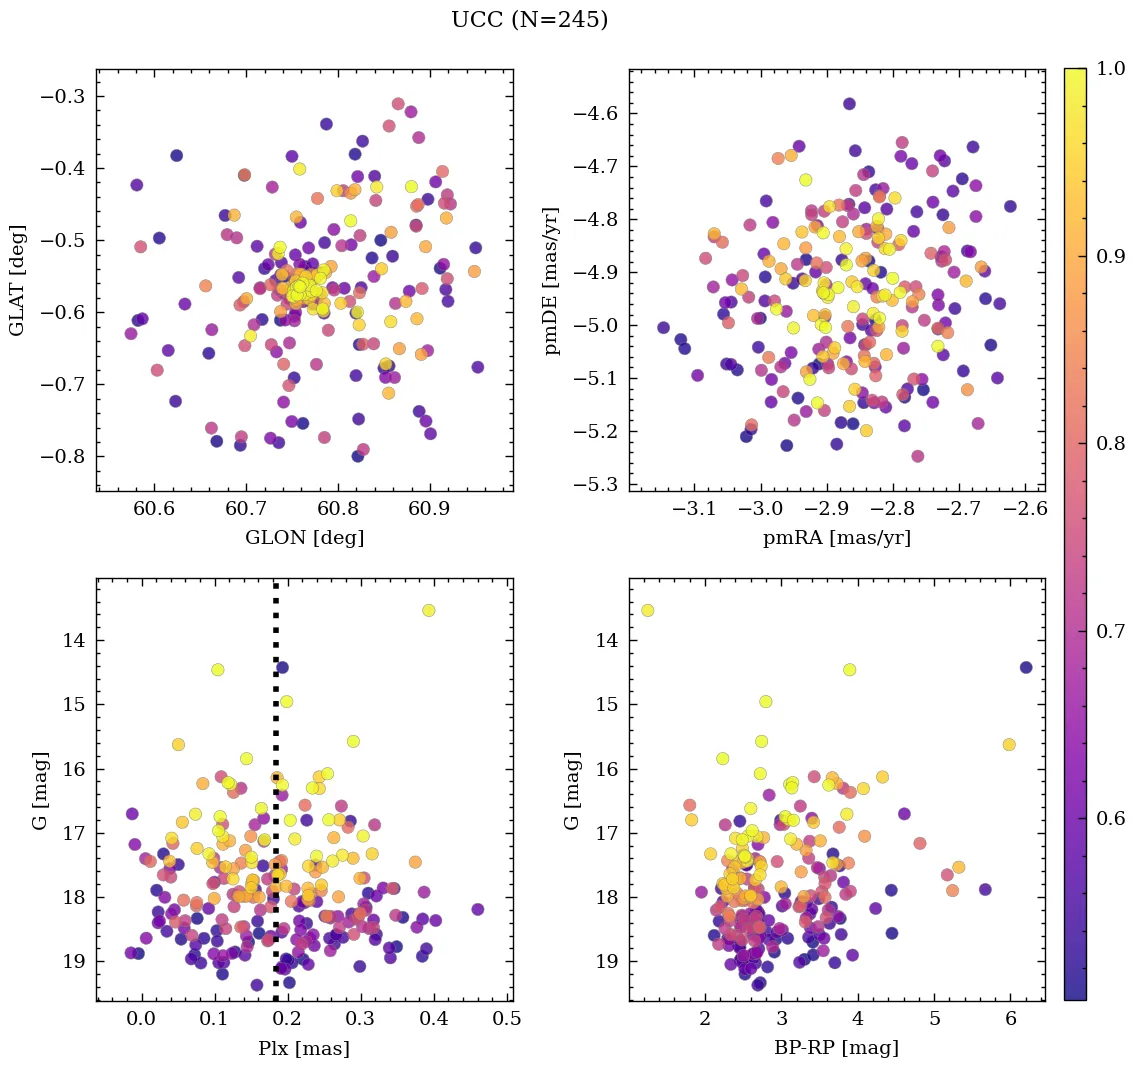 UCC (N=245)
−0.3
−0.4
−0.5
−0.6
−0.7
−0.8
GLAT [deg]
60.6 60.7 60.8 60.9
GLON [deg]
−4.6
−4.7
−4.8
−4.9
−5.0
−5.1
−5.2
−5.3
pmDE [mas/yr]
−3.1 −3.0 −2.9 −2.8 −2.7 −2.6
pmRA [mas/yr]
1.0
0.9
0.8
0.7
0.6
14
15
16
17
18
19
G [mag]
0.0 0.1 0.2 0.3 0.4 0.5
Plx [mas]
14
15
16
17
18
19
G [mag]
2 3 4 5 6
BP-RP [mag]